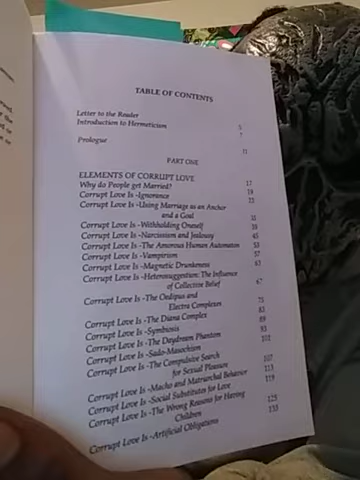 TABLE OF CONTENTS
Letter to the Reader 5
Introduction to Hermeticism 7
Prologue 11
PART ONE
ELEMENTS OF CORRUPT LOVE
Why do People get Married? 17
Corrupt Love Is -Ignorance
Corrupt Love Is -Using Marriage as an Anchor
and a Goal
Corrupt Love Is -Withholding Oneself
Corrupt Love Is -Narcissism and Jealousy 45
Corrupt Love Is -The Amorous Human Automaton
Corrupt Love Is -Vampirism 57
Corrupt Love Is -Magnetic Drunkeness 63
Corrupt Love Is -Heterosuggestion: The Influence
of Collective Belief 67
Corrupt Love Is -The Oedipus and
Electra Complexes 75
Corrupt Love Is -The Diana Complex 83
Corrupt Love Is -Symbiosis 89
Corrupt Love Is -The Daydream Phantom 93
Corrupt Love Is -Sado-Masochism 101
Corrupt Love Is -The Compulsive Search
for Sexual Pleasure 107
Corrupt Love Is -Macho and Matriarchal Behavior 113
Corrupt Love Is -Social Substitutes for Love 119
Corrupt Love Is -The Wrong Reasons for Having
Children 125
Corrupt Love Is -Artificial Obligations 133